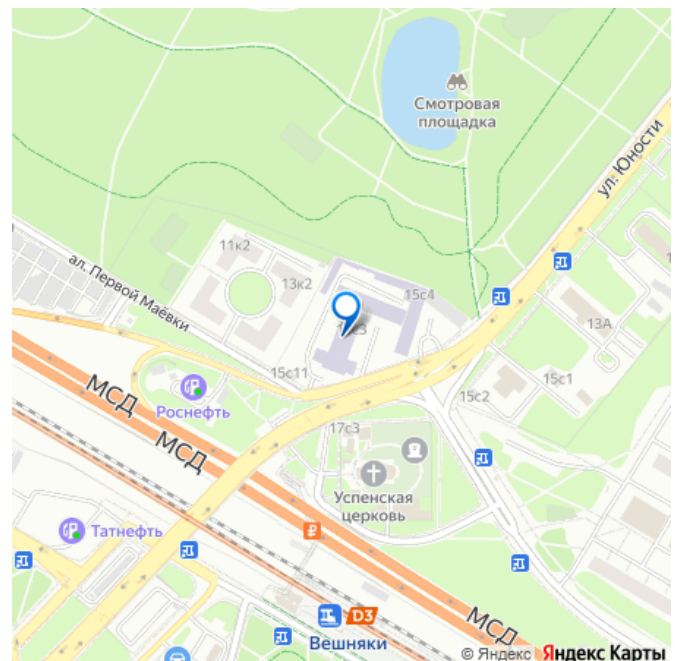 Смотровая
площадка
ул. Юности
ал. Первой Маёвки
11к2
13к2
15с4
13А
15с1
15с2
15с11
Роснефть
МСД
МСД
17с3
Успенская
церковь
Татнефть
D3
Вешняки
МСД
© Яндекс Яндекс Карты